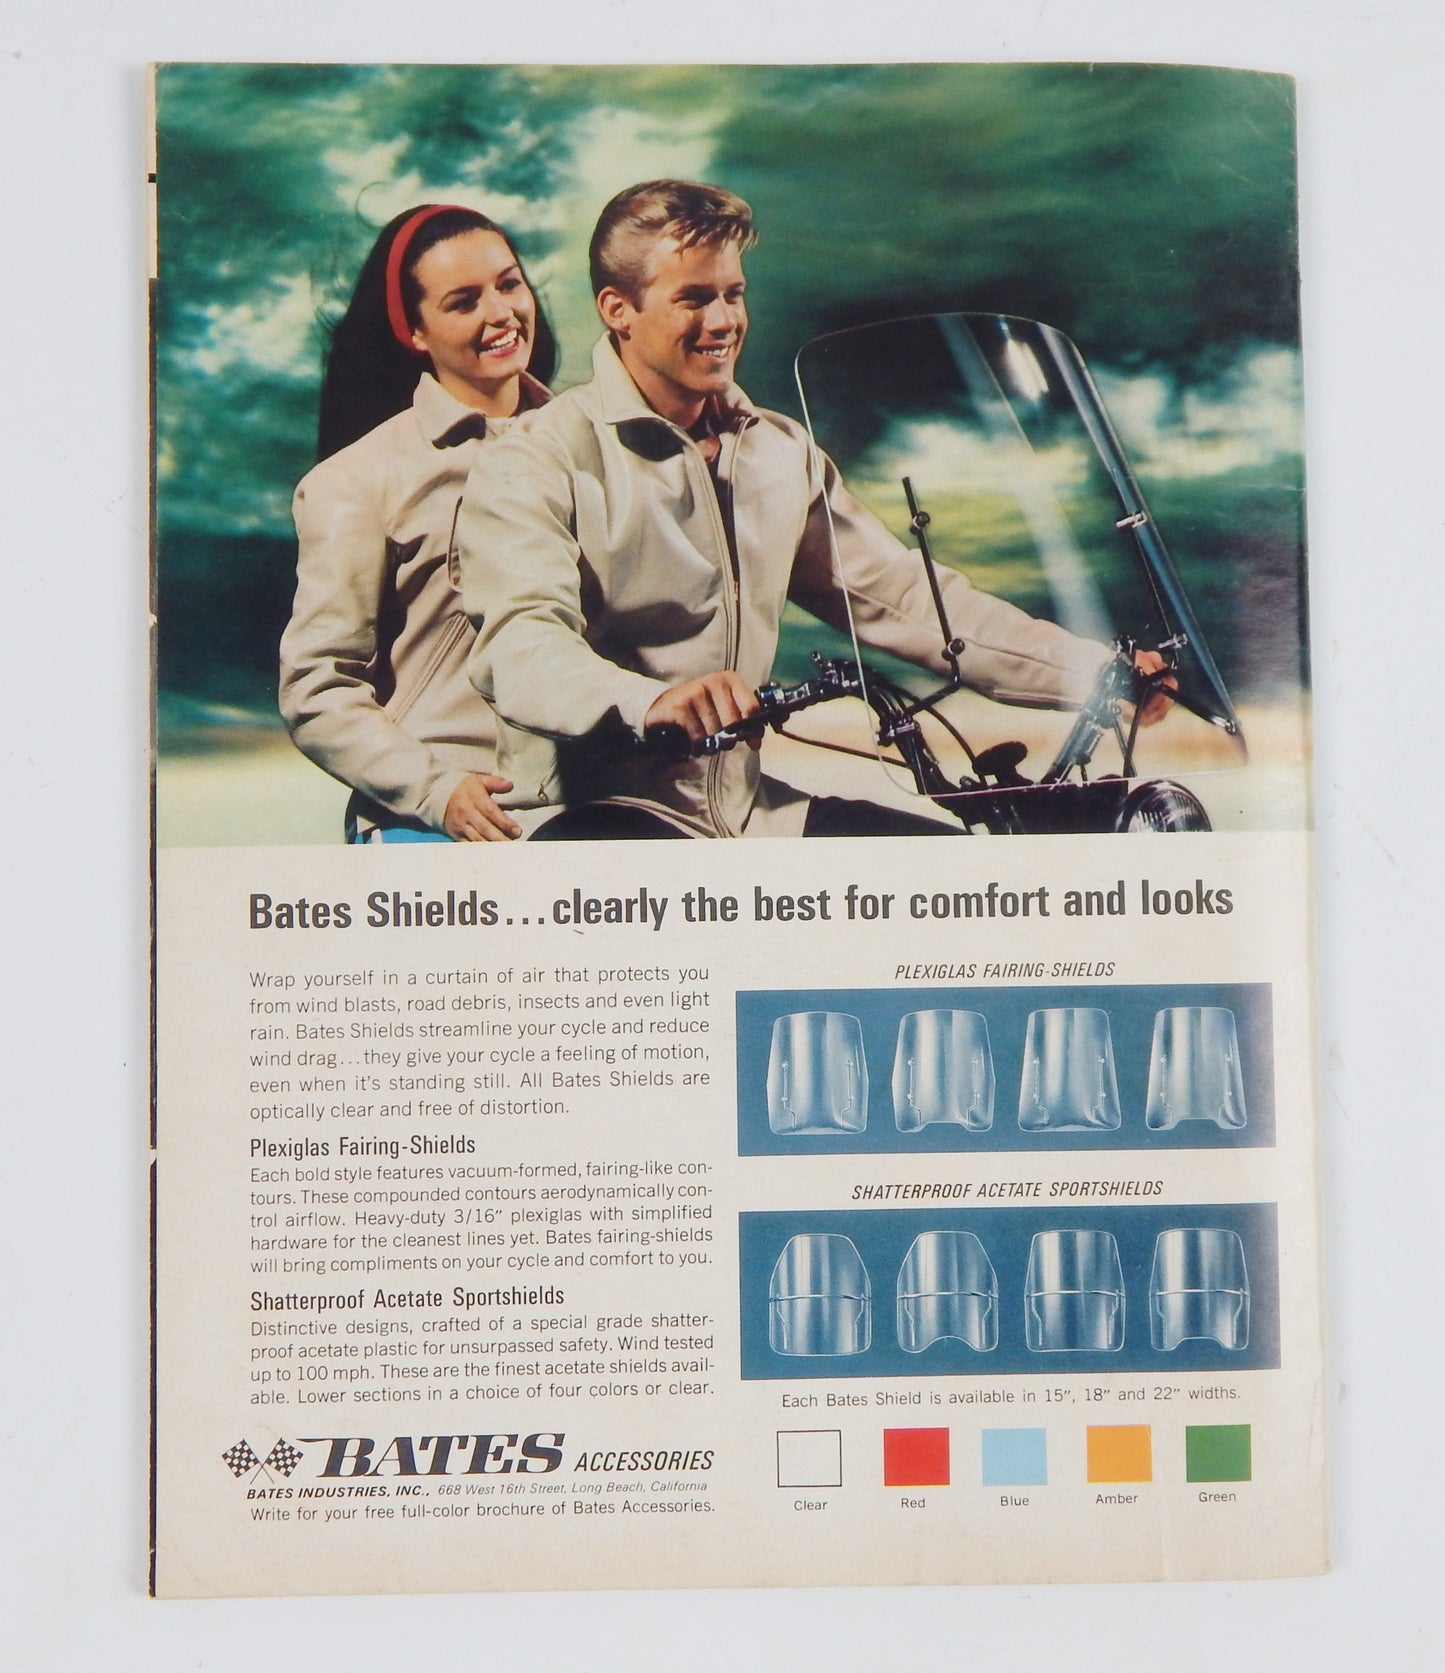 Bates Shields...clearly the best for comfort and looks
Wrap yourself in a curtain of air that protects you
from wind blasts, road debris, insects and even light
rain. Bates Shields streamline your cycle and reduce
wind drag...they give your cycle a feeling of motion,
even when it's standing still. All Bates Shields are
optically clear and free of distortion.
Plexiglas Fairing-Shields
Each bold style features vacuum-formed, fairing-like con-
tours. These compounded contours aerodynamically con-
trol airflow. Heavy-duty 3/16" plexiglas with simplified
hardware for the cleanest lines yet. Bates fairing-shields
will bring compliments on your cycle and comfort to you.
Shatterproof Acetate Sportshields
Distinctive designs, crafted of a special grade shatter-
proof acetate plastic for unsurpassed safety. Wind tested
up to 100 mph. These are the finest acetate shields avail-
able. Lower sections in a choice of four colors or clear.
BATES ACCESSORIES
BATES INDUSTRIES, INC., 668 West 16th Street, Long Beach, California
Write for your free full-color brochure of Bates Accessories.
PLEXIGLAS FAIRING-SHIELDS
SHATTERPROOF ACETATE SPORTSHIELDS
Each Bates Shield is available in 15", 18" and 22" widths.
Clear Red Blue Amber Green